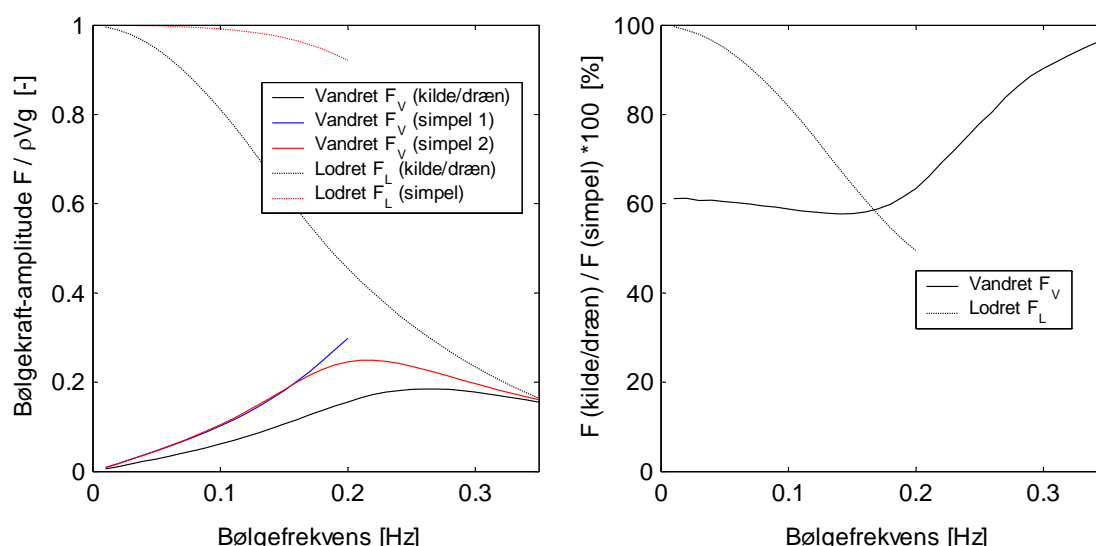 Bølgekraft-amplitude F / ρVg [-]
1
0.8
0.6
0.4
0.2
0
0
0.1
0.2
0.3
Bølgefrekvens [Hz]
Vandret F_V (kilde/dræn)
Vandret F_V (simpel 1)
Vandret F_V (simpel 2)
Lodret F_L (kilde/dræn)
Lodret F_L (simpel)
F (kilde/dræn) / F (simpel) *100 [%]
100
80
60
40
20
0
0
0.1
0.2
0.3
Bølgefrekvens [Hz]
Vandret F_V
Lodret F_L